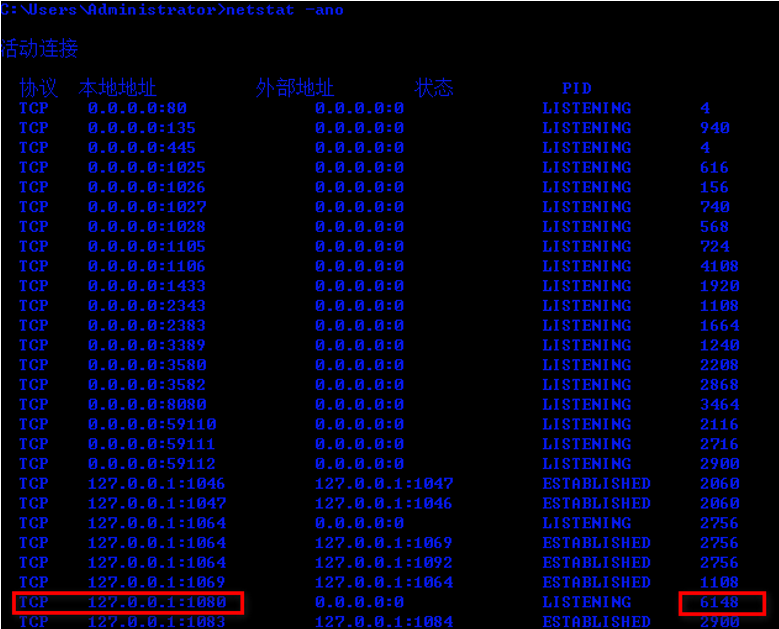 C:\Users\Administrator>netstat -ano
活动连接
协议 本地地址 外部地址 状态 PID
TCP 0.0.0.0:80 0.0.0.0:0 LISTENING 4
TCP 0.0.0.0:135 0.0.0.0:0 LISTENING 940
TCP 0.0.0.0:445 0.0.0.0:0 LISTENING 4
TCP 0.0.0.0:1025 0.0.0.0:0 LISTENING 616
TCP 0.0.0.0:1026 0.0.0.0:0 LISTENING 156
TCP 0.0.0.0:1027 0.0.0.0:0 LISTENING 740
TCP 0.0.0.0:1028 0.0.0.0:0 LISTENING 568
TCP 0.0.0.0:1105 0.0.0.0:0 LISTENING 724
TCP 0.0.0.0:1106 0.0.0.0:0 LISTENING 4108
TCP 0.0.0.0:1433 0.0.0.0:0 LISTENING 1920
TCP 0.0.0.0:2343 0.0.0.0:0 LISTENING 1108
TCP 0.0.0.0:2383 0.0.0.0:0 LISTENING 1664
TCP 0.0.0.0:3389 0.0.0.0:0 LISTENING 1240
TCP 0.0.0.0:3580 0.0.0.0:0 LISTENING 2208
TCP 0.0.0.0:3582 0.0.0.0:0 LISTENING 2868
TCP 0.0.0.0:8080 0.0.0.0:0 LISTENING 3464
TCP 0.0.0.0:59110 0.0.0.0:0 LISTENING 2116
TCP 0.0.0.0:59111 0.0.0.0:0 LISTENING 2716
TCP 0.0.0.0:59112 0.0.0.0:0 LISTENING 2900
TCP 127.0.0.1:1046 127.0.0.1:1047 ESTABLISHED 2060
TCP 127.0.0.1:1047 127.0.0.1:1046 ESTABLISHED 2060
TCP 127.0.0.1:1064 0.0.0.0:0 LISTENING 2756
TCP 127.0.0.1:1064 127.0.0.1:1069 ESTABLISHED 2756
TCP 127.0.0.1:1064 127.0.0.1:1092 ESTABLISHED 2756
TCP 127.0.0.1:1069 127.0.0.1:1064 ESTABLISHED 1108
TCP 127.0.0.1:1080 0.0.0.0:0 LISTENING 6148
TCP 127.0.0.1:1083 127.0.0.1:1084 ESTABLISHED 2900